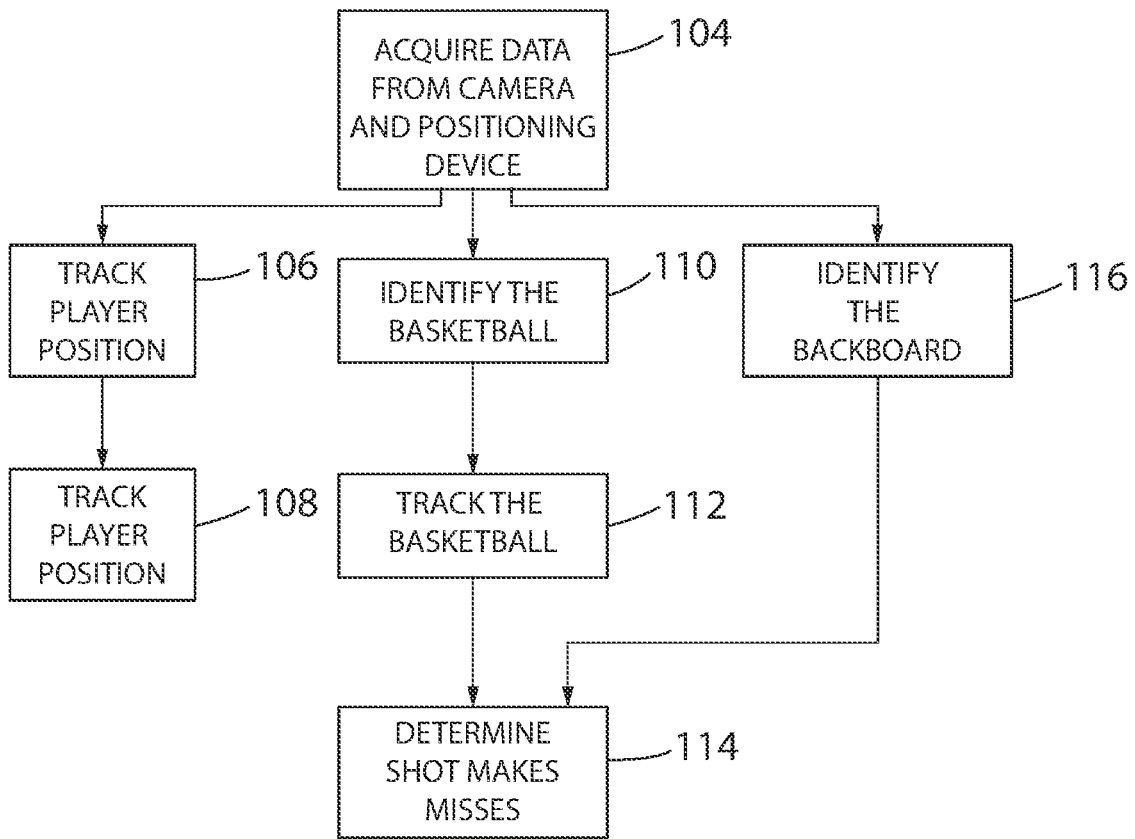 ACQUIRE DATA
FROM CAMERA
AND POSITIONING
DEVICE
104
TRACK
PLAYER
POSITION
106
IDENTIFY THE
BASKETBALL
110
IDENTIFY
THE
BACKBOARD
116
TRACK
PLAYER
POSITION
108
TRACK THE
BASKETBALL
112
DETERMINE
SHOT MAKES
MISSES
114